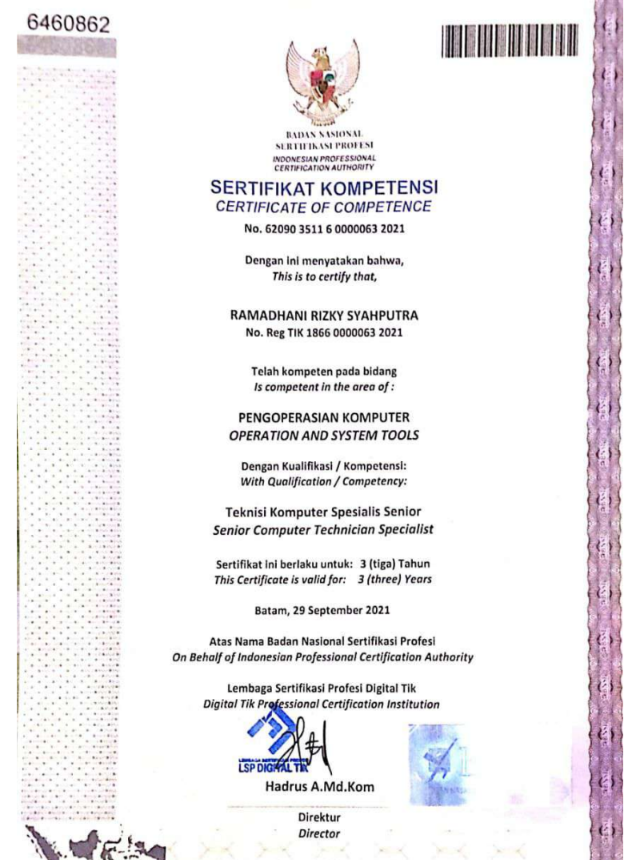 6460862
BADAN NASIONAL
SERTIFIKASI PROFESI
INDONESIAN PROFESSIONAL
CERTIFICATION AUTHORITY
SERTIFIKAT KOMPETENSI
CERTIFICATE OF COMPETENCE
No. 62090 3511 6 0000063 2021
Dengan ini menyatakan bahwa,
This is to certify that,
RAMADHANI RIZKY SYAHPUTRA
No. Reg TIK 1866 0000063 2021
Telah kompeten pada bidang
Is competent in the area of :
PENGOPERASIAN KOMPUTER
OPERATION AND SYSTEM TOOLS
Dengan Kualifikasi / Kompetensi:
With Qualification / Competency:
Teknisi Komputer Spesialis Senior
Senior Computer Technician Specialist
Sertifikat ini berlaku untuk: 3 (tiga) Tahun
This Certificate is valid for: 3 (three) Years
Batam, 29 September 2021
Atas Nama Badan Nasional Sertifikasi Profesi
On Behalf of Indonesian Professional Certification Authority
Lembaga Sertifikasi Profesi Digital Tik
Digital Tik Professional Certification Institution
LSP DIGITAL TIK
Hadrus A.Md.Kom
Direktur
Director